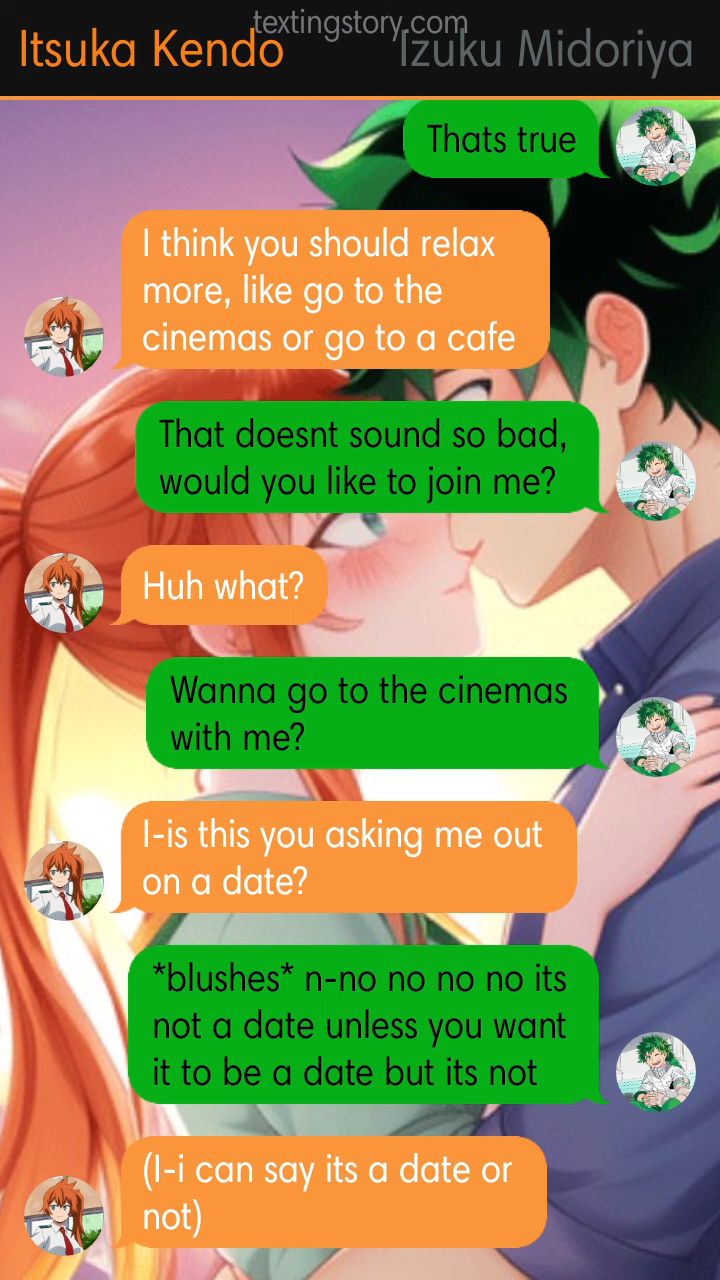 textingstory.com
Itsuka Kendo
Izuku Midoriya
Thats true
I think you should relax
more, like go to the
cinemas or go to a cafe
That doesnt sound so bad,
would you like to join me?
Huh what?
Wanna go to the cinemas
with me?
I-is this you asking me out
on a date?
*blushes* n-no no no no its
not a date unless you want
it to be a date but its not
(I-i can say its a date or
not)